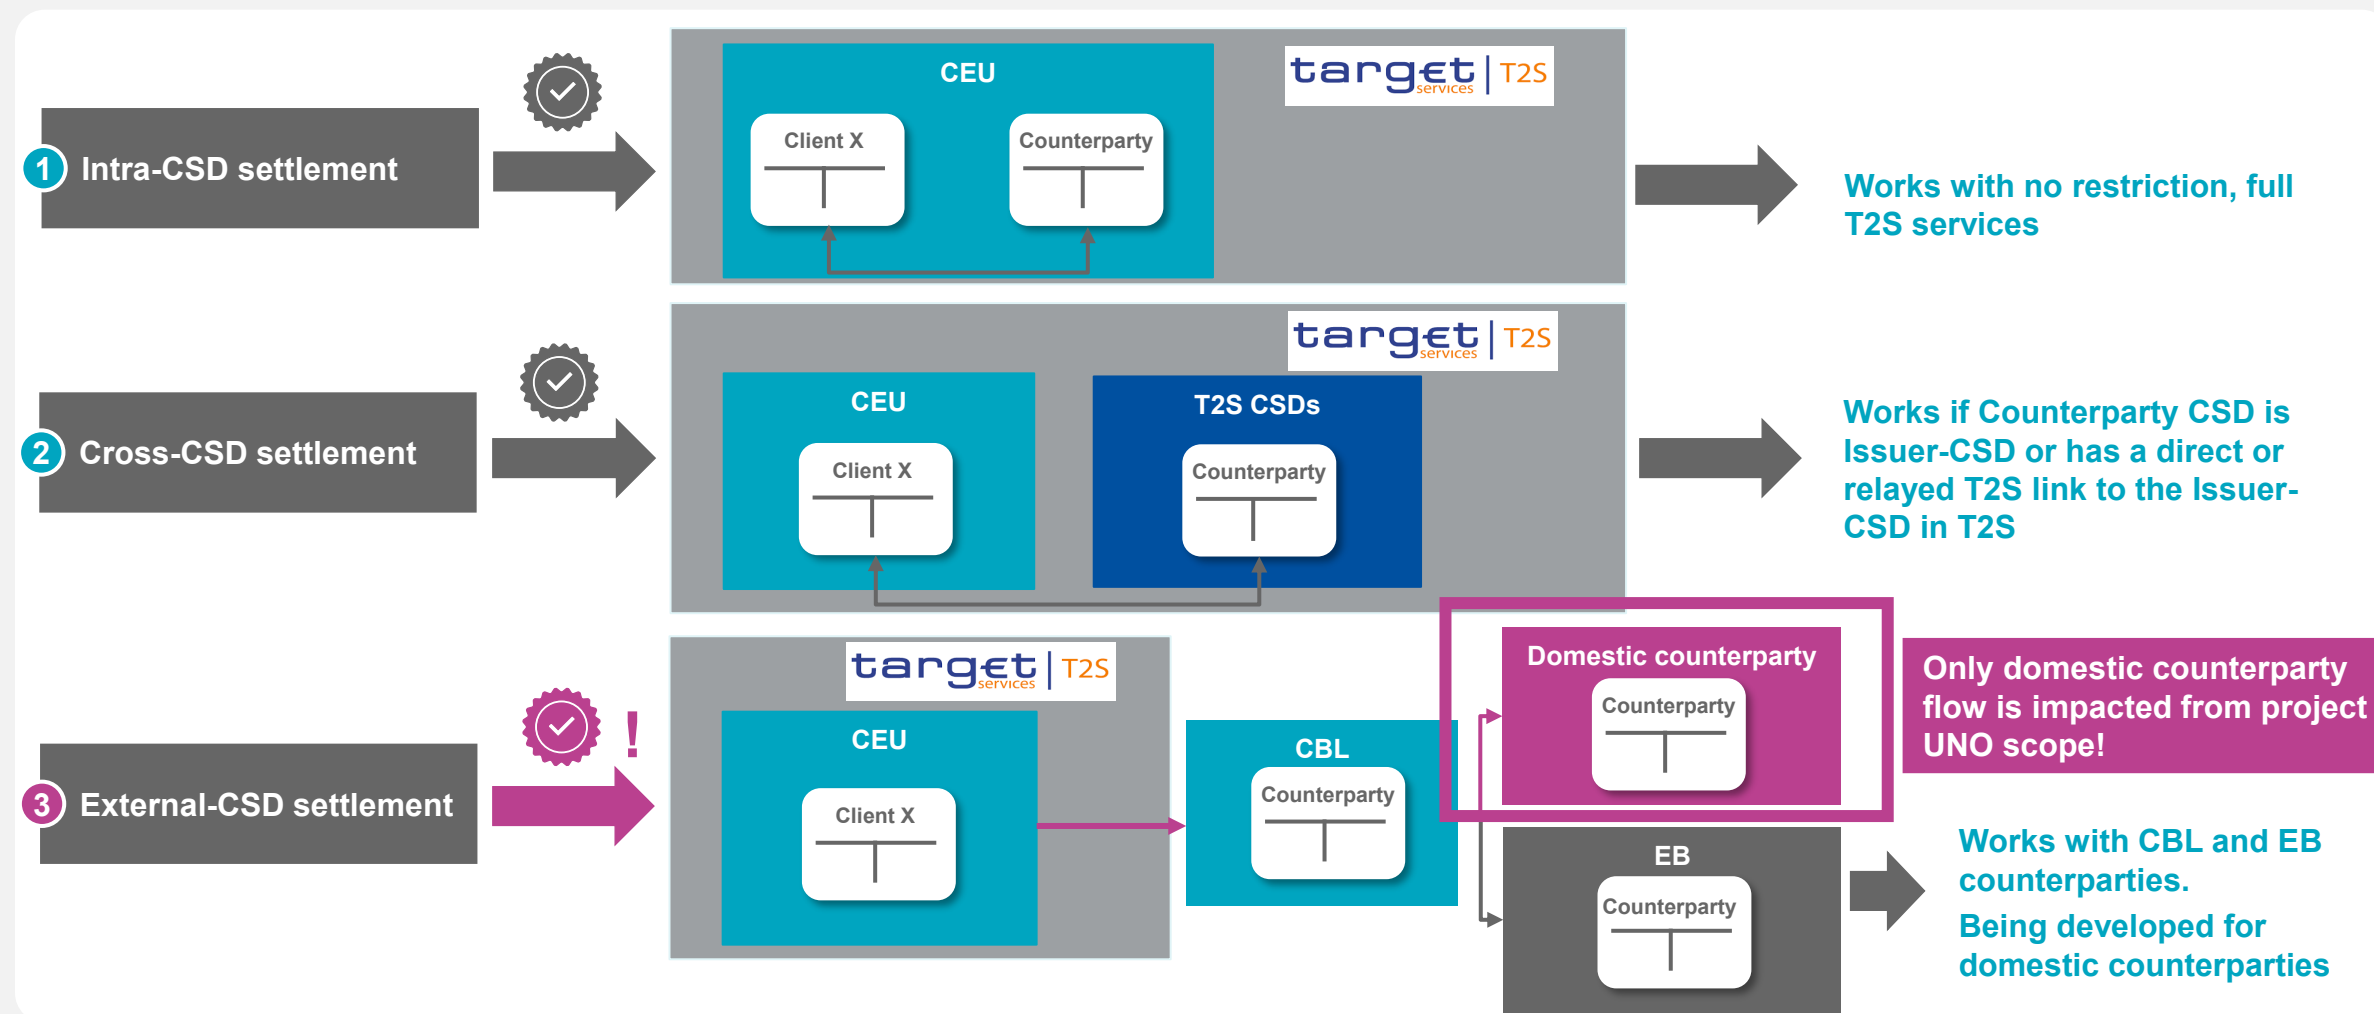 1
Intra-CSD settlement
CEU
Client X
Counterparty
target | T2S
services
Works with no restriction, full
T2S services
2
Cross-CSD settlement
target | T2S
services
CEU
Client X
T2S CSDs
Counterparty
Works if Counterparty CSD is
Issuer-CSD or has a direct or
relayed T2S link to the Issuer-
CSD in T2S
3
External-CSD settlement
!
target | T2S
services
CEU
Client X
CBL
Counterparty
Domestic counterparty
Counterparty
Only domestic counterparty
flow is impacted from project
UNO scope!
EB
Counterparty
Works with CBL and EB
counterparties.
Being developed for
domestic counterparties